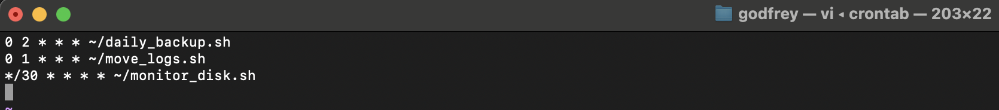 godfrey — vi ◂ crontab — 203×22
0 2 * * * ~/daily_backup.sh
0 1 * * * ~/move_logs.sh
*/30 * * * * ~/monitor_disk.sh
~